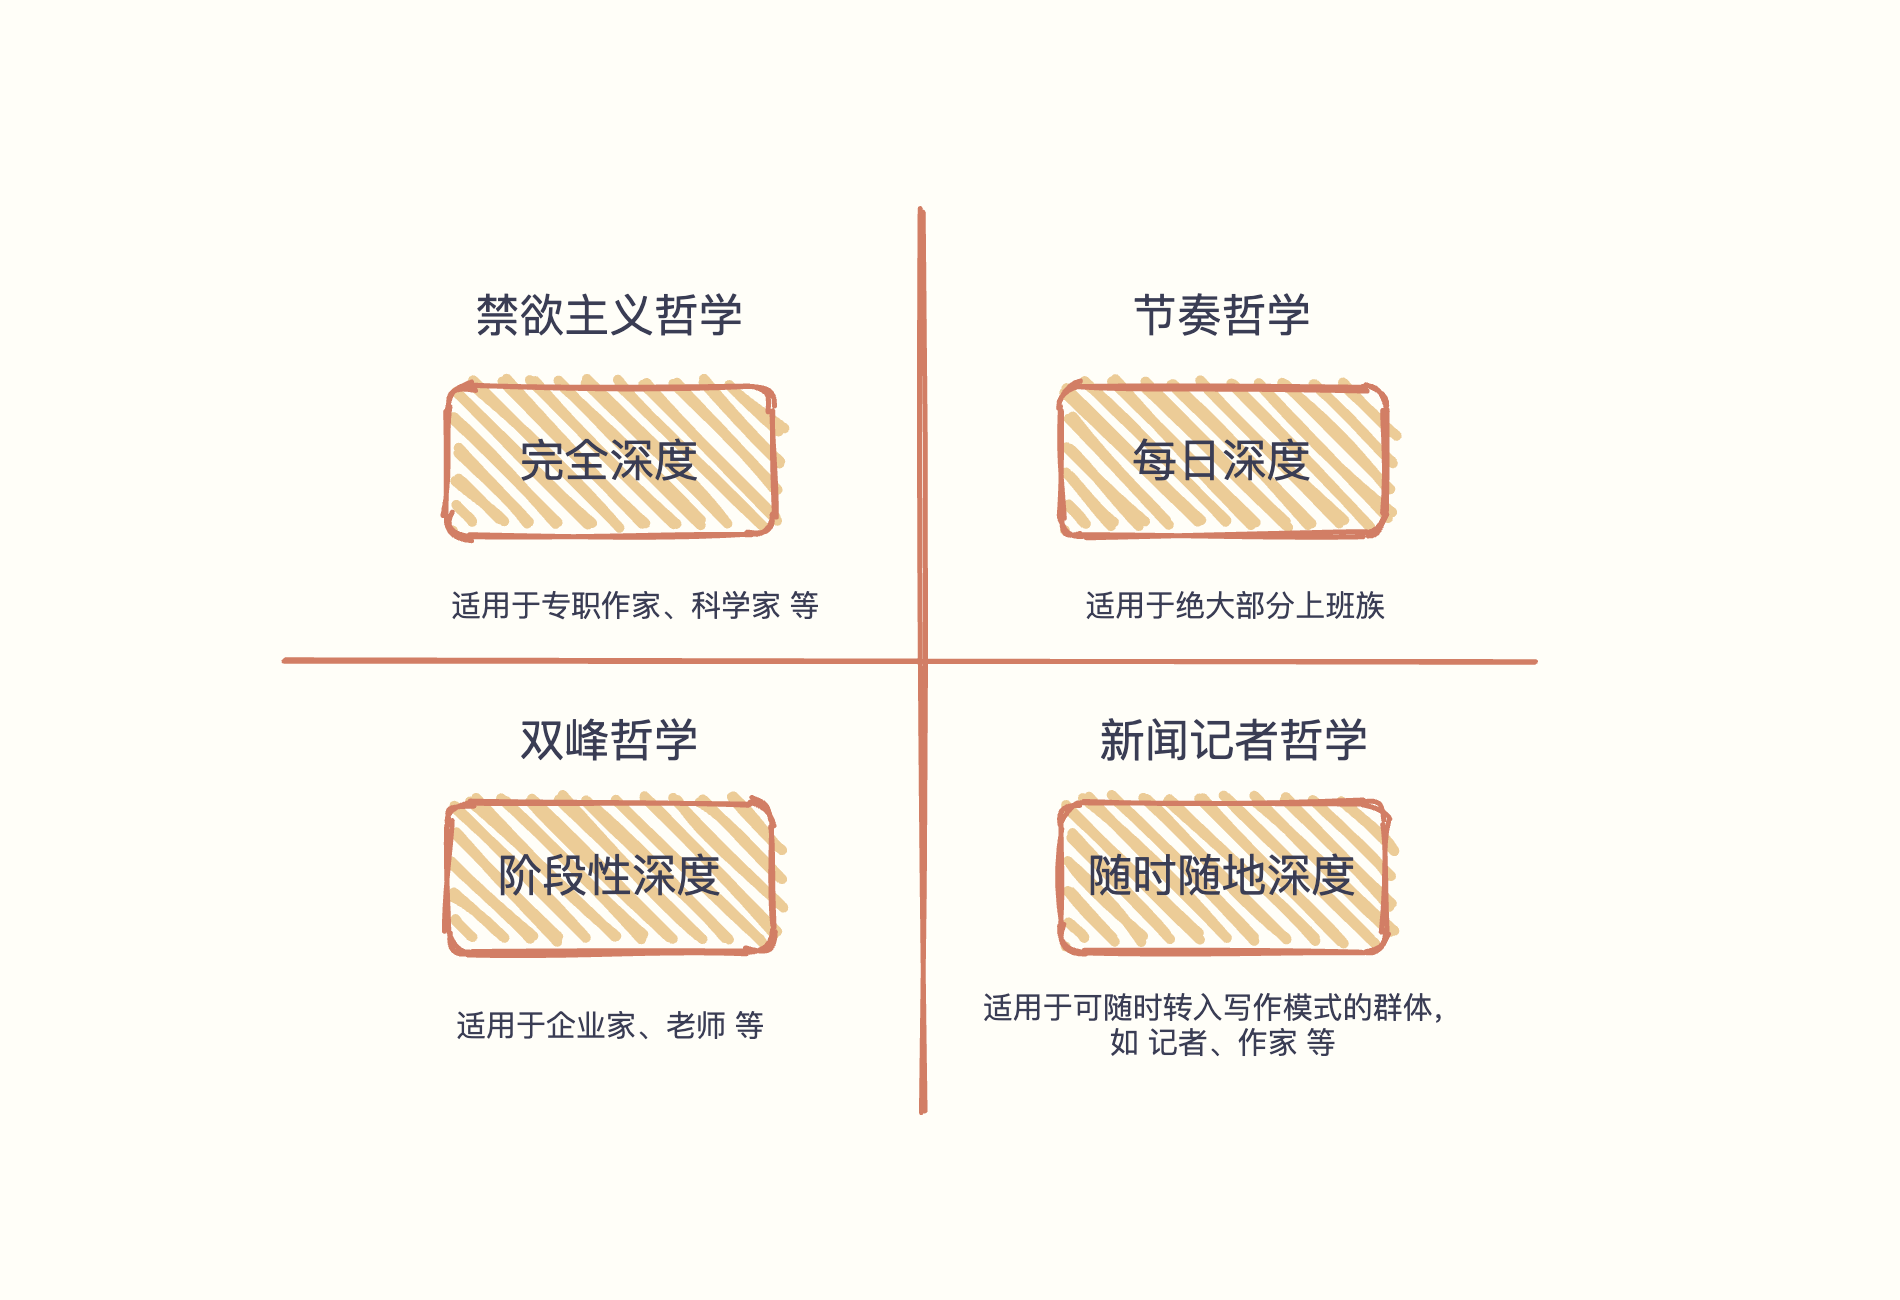 禁欲主义哲学
完全深度
适用于专职作家、科学家 等
节奏哲学
每日深度
适用于绝大部分上班族
双峰哲学
阶段性深度
适用于企业家、老师 等
新闻记者哲学
随时随地深度
适用于可随时转入写作模式的群体，
如 记者、作家 等